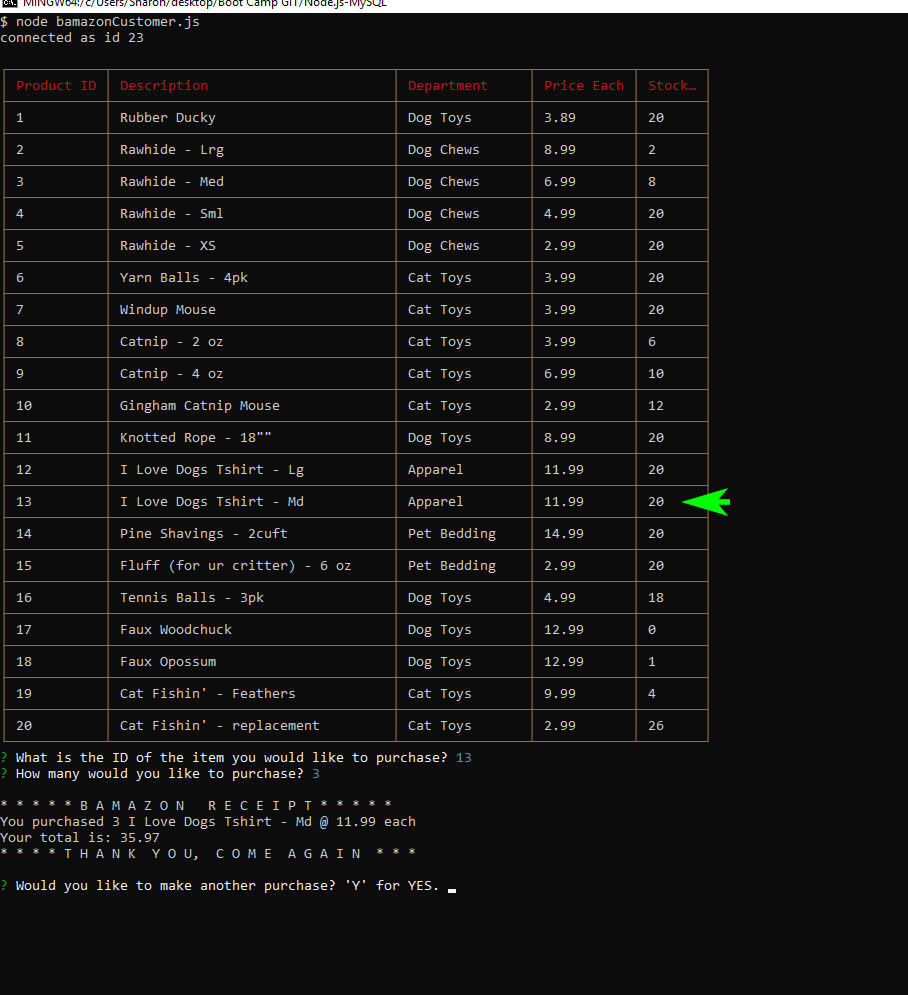 MINGW64:/c/Users/Sharon/desktop/Boot Camp GIT/Node.js-MySQL
$ node bamazonCustomer.js
connected as id 23
Product ID Description Department Price Each Stock…
1 Rubber Ducky Dog Toys 3.89 20
2 Rawhide - Lrg Dog Chews 8.99 2
3 Rawhide - Med Dog Chews 6.99 8
4 Rawhide - Sml Dog Chews 4.99 20
5 Rawhide - XS Dog Chews 2.99 20
6 Yarn Balls - 4pk Cat Toys 3.99 20
7 Windup Mouse Cat Toys 3.99 20
8 Catnip - 2 oz Cat Toys 3.99 6
9 Catnip - 4 oz Cat Toys 6.99 10
10 Gingham Catnip Mouse Cat Toys 2.99 12
11 Knotted Rope - 18"" Dog Toys 8.99 20
12 I Love Dogs Tshirt - Lg Apparel 11.99 20
13 I Love Dogs Tshirt - Md Apparel 11.99 20
14 Pine Shavings - 2cuft Pet Bedding 14.99 20
15 Fluff (for ur critter) - 6 oz Pet Bedding 2.99 20
16 Tennis Balls - 3pk Dog Toys 4.99 18
17 Faux Woodchuck Dog Toys 12.99 0
18 Faux Opossum Dog Toys 12.99 1
19 Cat Fishin' - Feathers Cat Toys 9.99 4
20 Cat Fishin' - replacement Cat Toys 2.99 26
? What is the ID of the item you would like to purchase? 13
? How many would you like to purchase? 3
* * * * * B A M A Z O N   R E C E I P T * * * * *
You purchased 3 I Love Dogs Tshirt - Md @ 11.99 each
Your total is: 35.97
* * * * T H A N K  Y O U,  C O M E  A G A I N  * * *
? Would you like to make another purchase? 'Y' for YES.